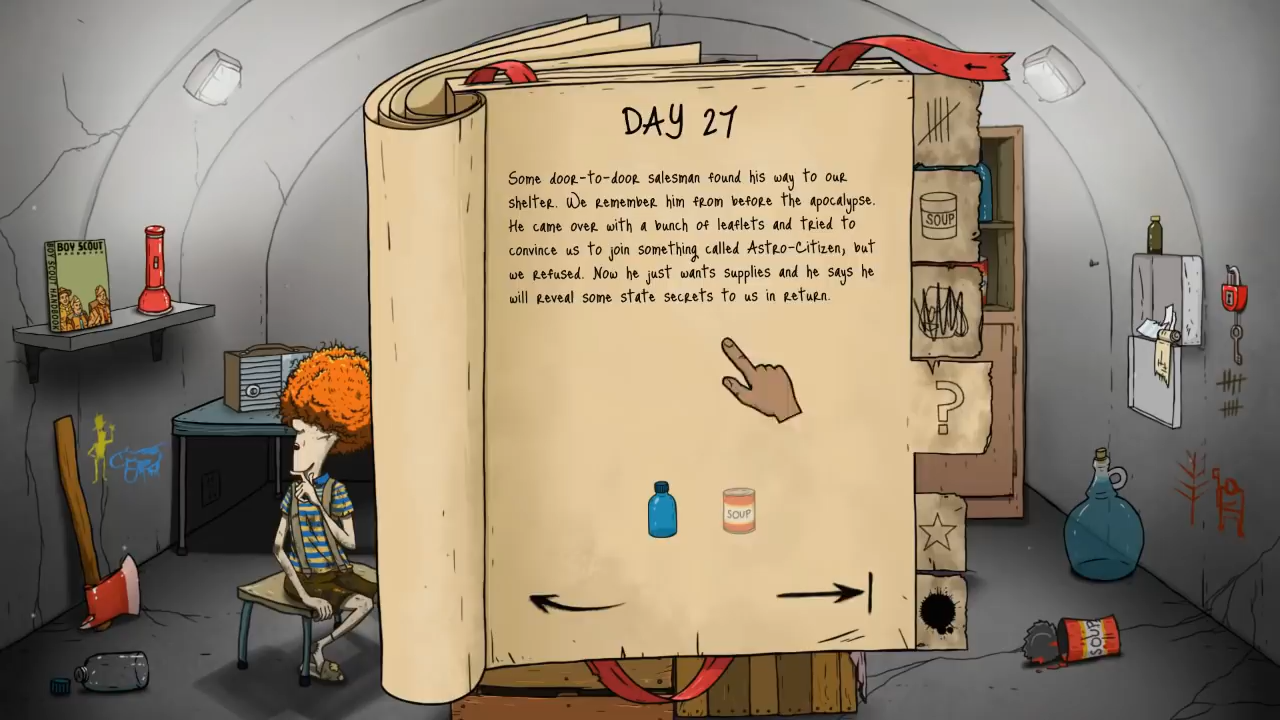 DAY 27
Some door-to-door salesman found his way to our
shelter. We remember him from before the apocalypse.
He came over with a bunch of leaflets and tried to
convince us to join something called Astro-Citizen, but
we refused. Now he just wants supplies and he says he
will reveal some state secrets to us in return.
SOUP
SOUP
?
BOY SCOUT
BOY SCOUT HANDBOOK
SOUP